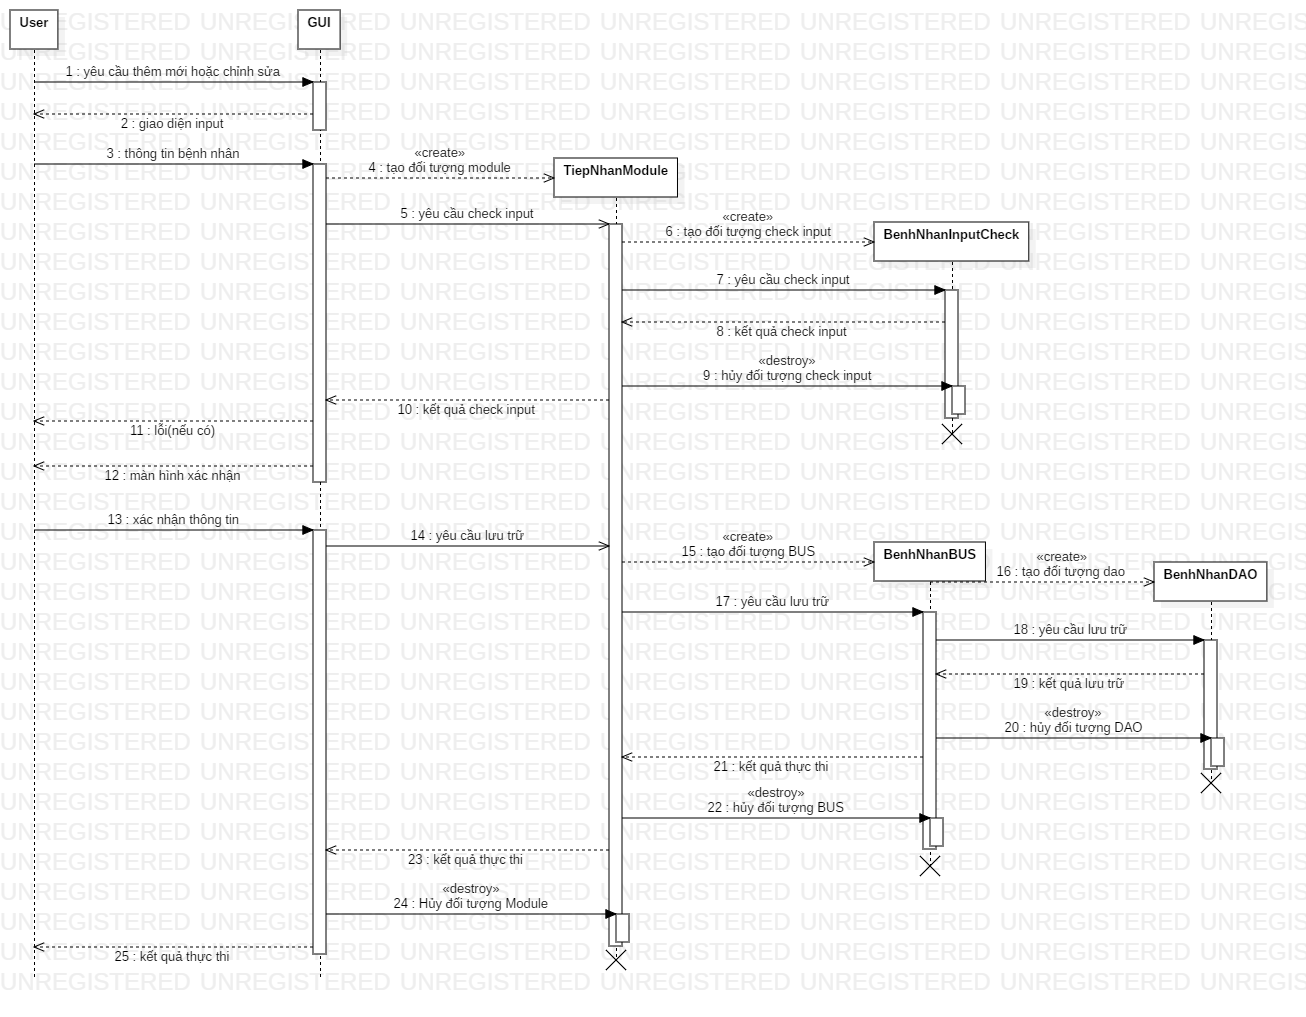 User
GUI
1 : yêu cầu thêm mới hoặc chỉnh sửa
2 : giao diện input
3 : thông tin bệnh nhân
«create»
4 : tạo đối tượng module
TiepNhanModule
5 : yêu cầu check input
«create»
6 : tạo đối tượng check input
BenhNhanInputCheck
7 : yêu cầu check input
8 : kết quả check input
«destroy»
9 : hủy đối tượng check input
10 : kết quả check input
11 : lỗi(nếu có)
12 : màn hình xác nhận
13 : xác nhận thông tin
14 : yêu cầu lưu trữ
«create»
15 : tạo đối tượng BUS
BenhNhanBUS
«create»
16 : tạo đối tượng dao
BenhNhanDAO
17 : yêu cầu lưu trữ
18 : yêu cầu lưu trữ
19 : kết quả lưu trữ
«destroy»
20 : hủy đối tượng DAO
21 : kết quả thực thi
«destroy»
22 : hủy đối tượng BUS
23 : kết quả thực thi
«destroy»
24 : Hủy đối tượng Module
25 : kết quả thực thi
UNREGISTERED